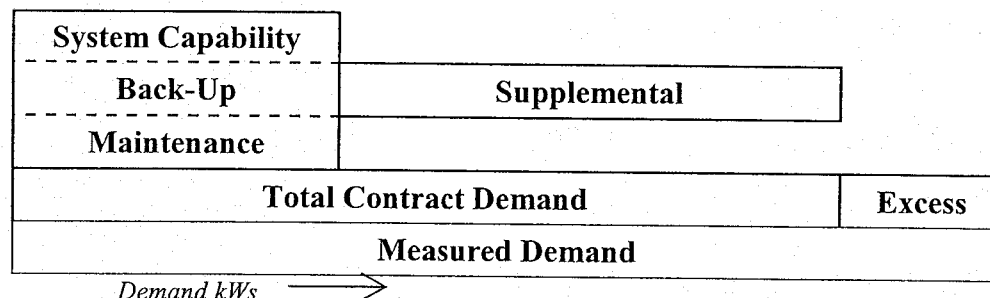 System Capability
Back-Up
Supplemental
Maintenance
Total Contract Demand
Excess
Measured Demand
Demand kWs